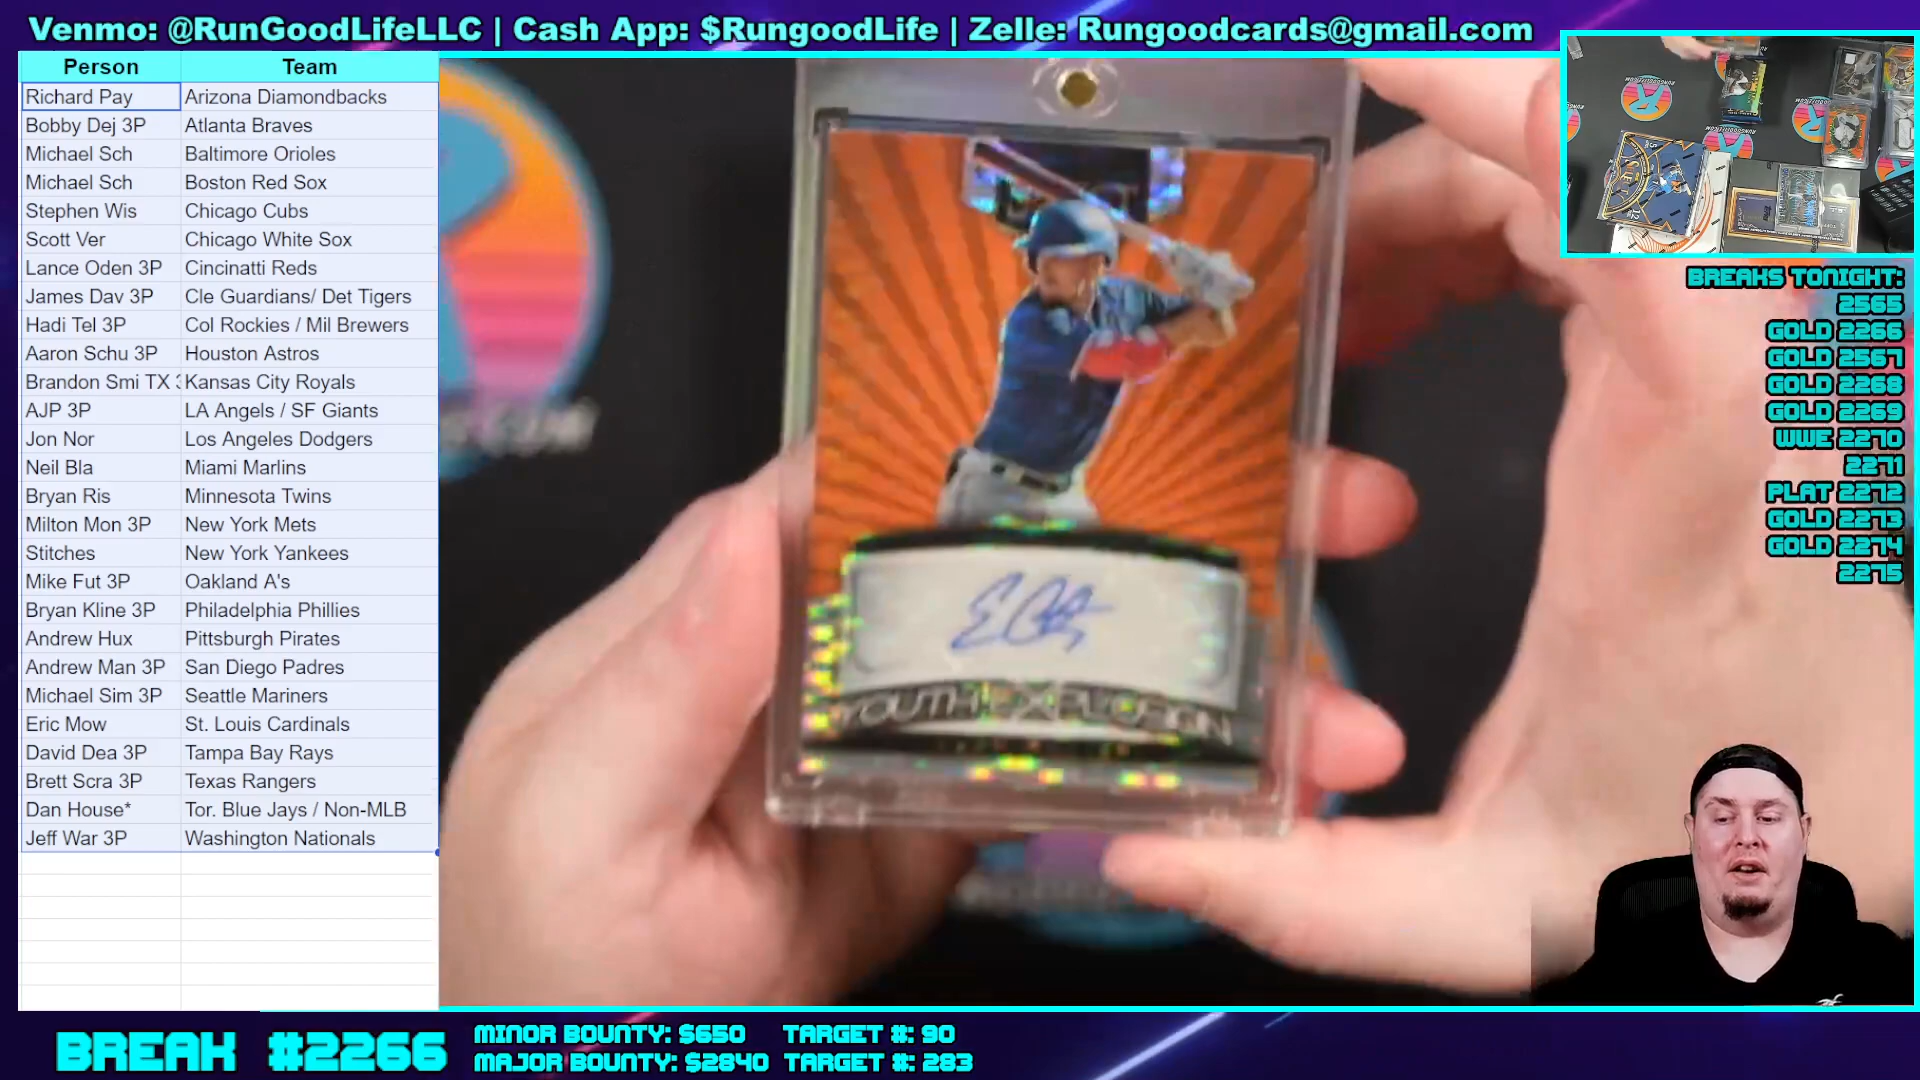 Venmo: @RunGoodLifeLLC | Cash App: $RungoodLife | Zelle: Rungoodcards@gmail.com
Person Team
Richard Pay Arizona Diamondbacks
Bobby Dej 3P Atlanta Braves
Michael Sch Baltimore Orioles
Michael Sch Boston Red Sox
Stephen Wis Chicago Cubs
Scott Ver Chicago White Sox
Lance Oden 3P Cincinatti Reds
James Dav 3P Cle Guardians/ Det Tigers
Hadi Tel 3P Col Rockies / Mil Brewers
Aaron Schu 3P Houston Astros
Brandon Smi TX Kansas City Royals
AJP 3P LA Angels / SF Giants
Jon Nor Los Angeles Dodgers
Neil Bla Miami Marlins
Bryan Ris Minnesota Twins
Milton Mon 3P New York Mets
Stitches New York Yankees
Mike Fut 3P Oakland A's
Bryan Kline 3P Philadelphia Phillies
Andrew Hux Pittsburgh Pirates
Andrew Man 3P San Diego Padres
Michael Sim 3P Seattle Mariners
Eric Mow St. Louis Cardinals
David Dea 3P Tampa Bay Rays
Brett Scra 3P Texas Rangers
Dan House* Tor. Blue Jays / Non-MLB
Jeff War 3P Washington Nationals
YOUTH EXPLOSION
BREAKS TONIGHT:
2565
GOLD 2266
GOLD 2567
GOLD 2268
GOLD 2269
WWE 2270
2271
PLAT 2272
GOLD 2273
GOLD 2274
2275
BREAK #2266
MINOR BOUNTY: $650 TARGET #: 90
MAJOR BOUNTY: $2840 TARGET #: 283